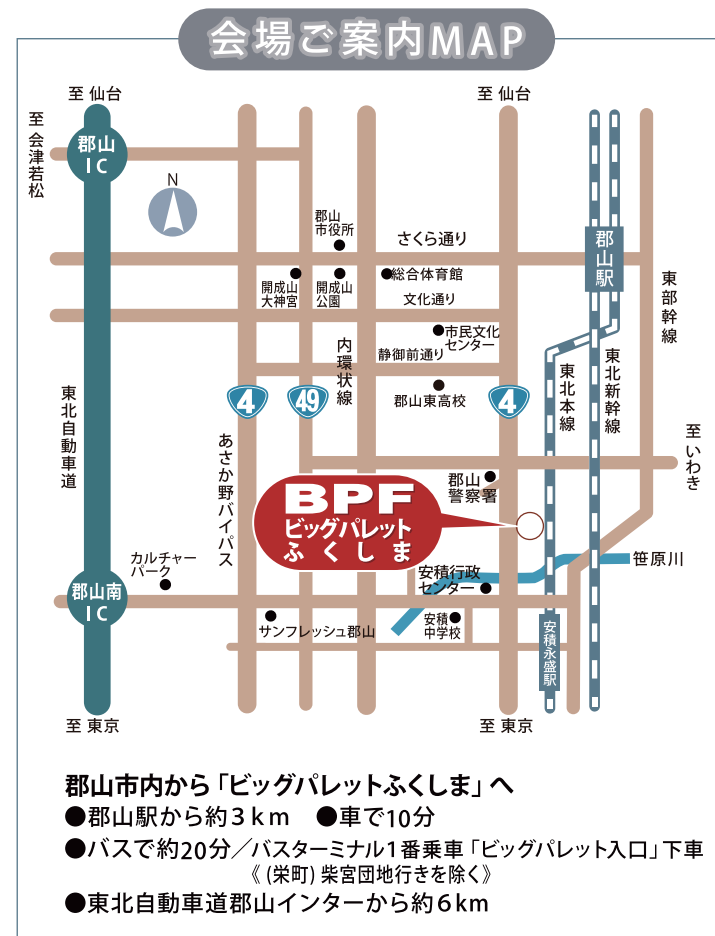 会場ご案内MAP
至 仙台
至 仙台
至 会津若松
郡山
IC
N
郡山
市役所
さくら通り
郡山駅
開成山
大神宮
開成山
公園
総合体育館
文化通り
東部幹線
市民文化
センター
内環状線
静御前通り
東北本線
東北新幹線
東北自動車道
4
49
4
郡山東高校
あさか野バイパス
至 いわき
郡山
警察署
BPF
ビッグパレット
ふくしま
カルチャー
パーク
笹原川
郡山南
IC
安積行政
センター
サンフレッシュ郡山
安積
中学校
安積永盛駅
至 東京
至 東京
郡山市内から「ビッグパレットふくしま」へ
●郡山駅から約3km ●車で10分
●バスで約20分／バスターミナル1番乗車「ビッグパレット入口」下車
《 (栄町) 柴宮団地行きを除く》
●東北自動車道郡山インターから約6km